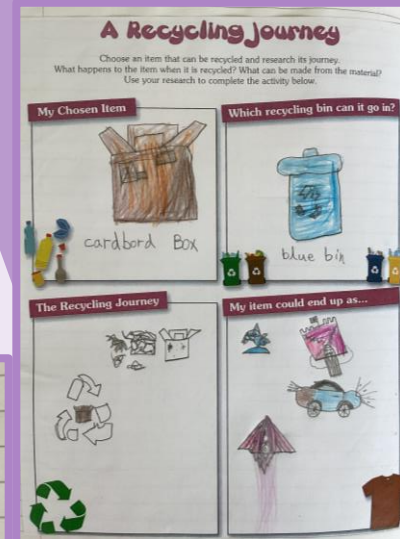 A Recycling Journey
Choose an item that can be recycled and research its journey.
What happens to the item when it is recycled? What can be made from the material?
Use your research to complete the activity below.
My Chosen Item
cardbord Box
Which recycling bin can it go in?
blue bin
The Recycling Journey
My item could end up as...